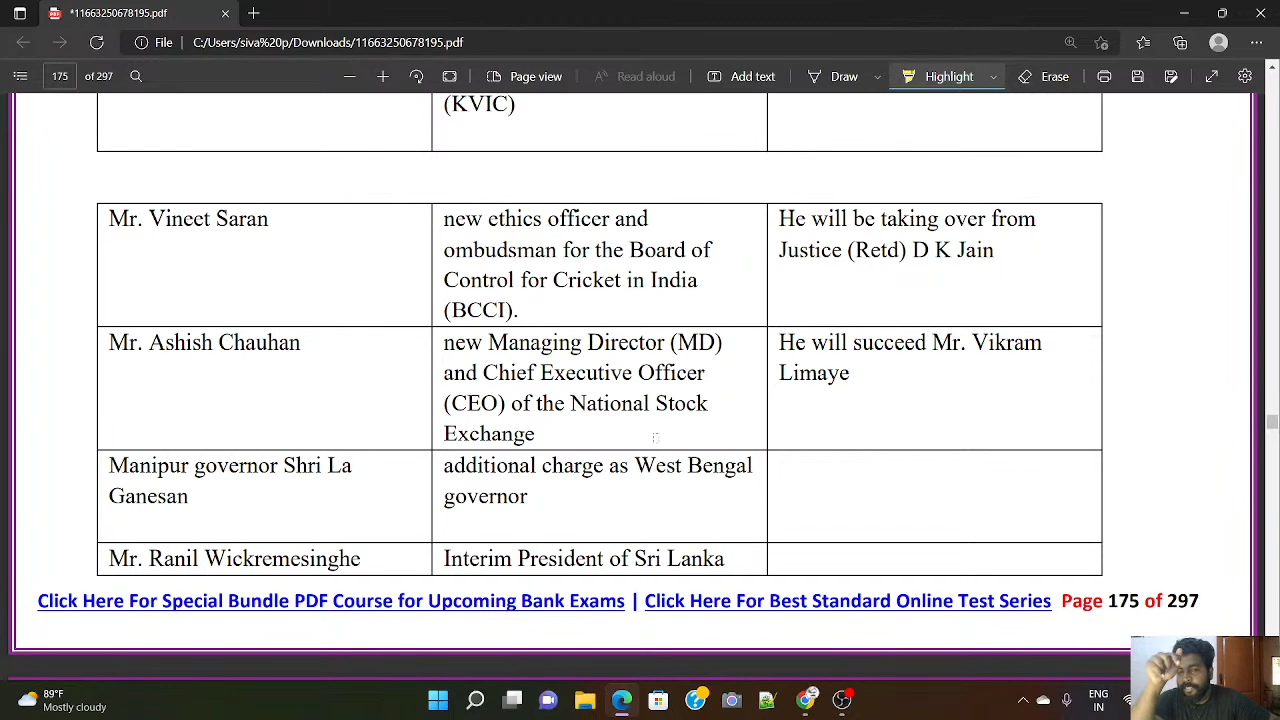 *11663250678195.pdf
File C:/Users/siva%20p/Downloads/11663250678195.pdf
175 of 297 Page view Read aloud Add text Draw Highlight Erase
(KVIC)
Mr. Vineet Saran
new ethics officer and
ombudsman for the Board of
Control for Cricket in India
(BCCI).
He will be taking over from
Justice (Retd) D K Jain
Mr. Ashish Chauhan
new Managing Director (MD)
and Chief Executive Officer
(CEO) of the National Stock
Exchange
He will succeed Mr. Vikram
Limaye
Manipur governor Shri La
Ganesan
additional charge as West Bengal
governor
Mr. Ranil Wickremesinghe
Interim President of Sri Lanka
Click Here For Special Bundle PDF Course for Upcoming Bank Exams | Click Here For Best Standard Online Test Series Page 175 of 297
89°F
Mostly cloudy
ENG
IN